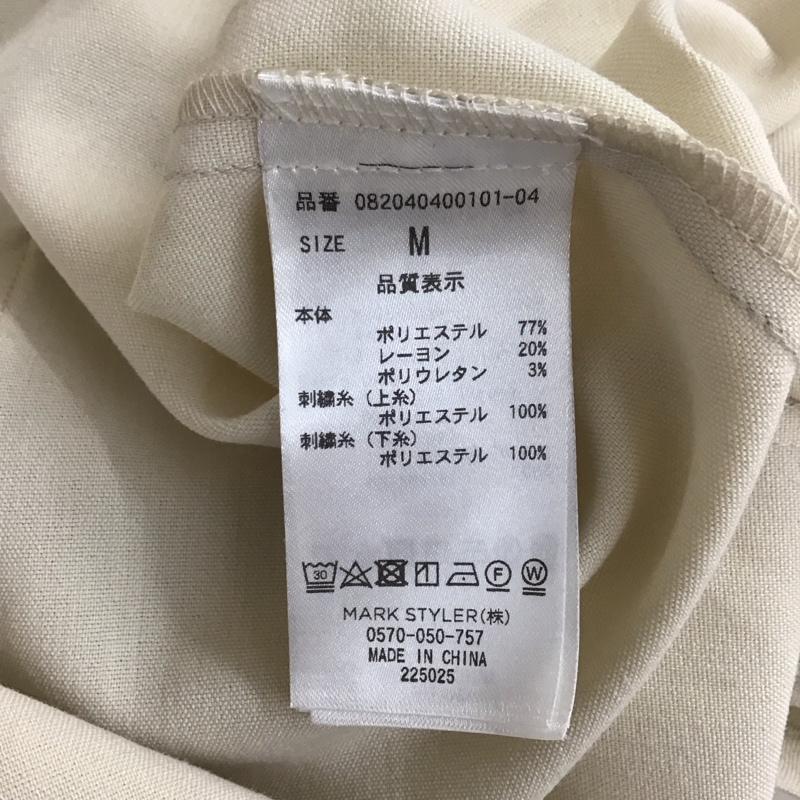 品番 082040400101-04
SIZE M
品質表示
本体
ポリエステル 77%
レーヨン 20%
ポリウレタン 3%
刺繍糸（上糸）
ポリエステル 100%
刺繍糸（下糸）
ポリエステル 100%
30 F W
MARK STYLER(株)
0570-050-757
MADE IN CHINA
225025